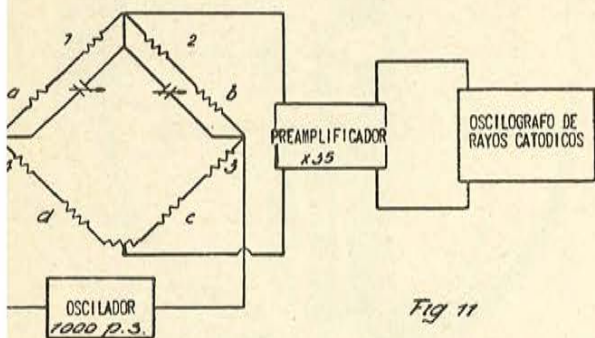 1
2
a
b
PREAMPLIFICADOR
x35
OSCILOGRAFO DE
RAYOS CATODICOS
3
d
c
OSCILADOR
1000 p.s.
Fig 11